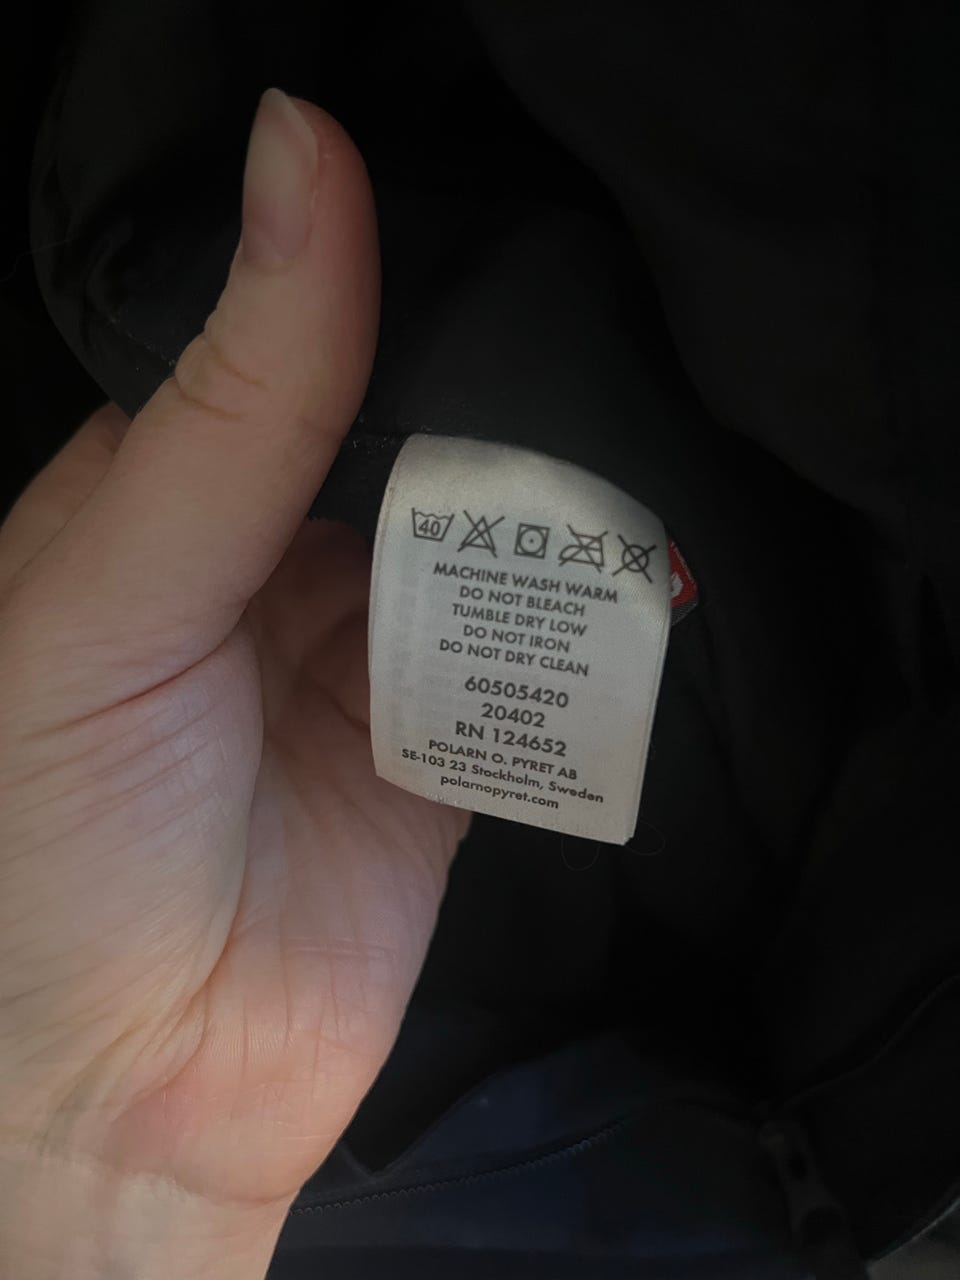 40
MACHINE WASH WARM
DO NOT BLEACH
TUMBLE DRY LOW
DO NOT IRON
DO NOT DRY CLEAN
60505420
20402
RN 124652
POLARN O. PYRET AB
SE-103 23 Stockholm, Sweden
polarnopyret.com